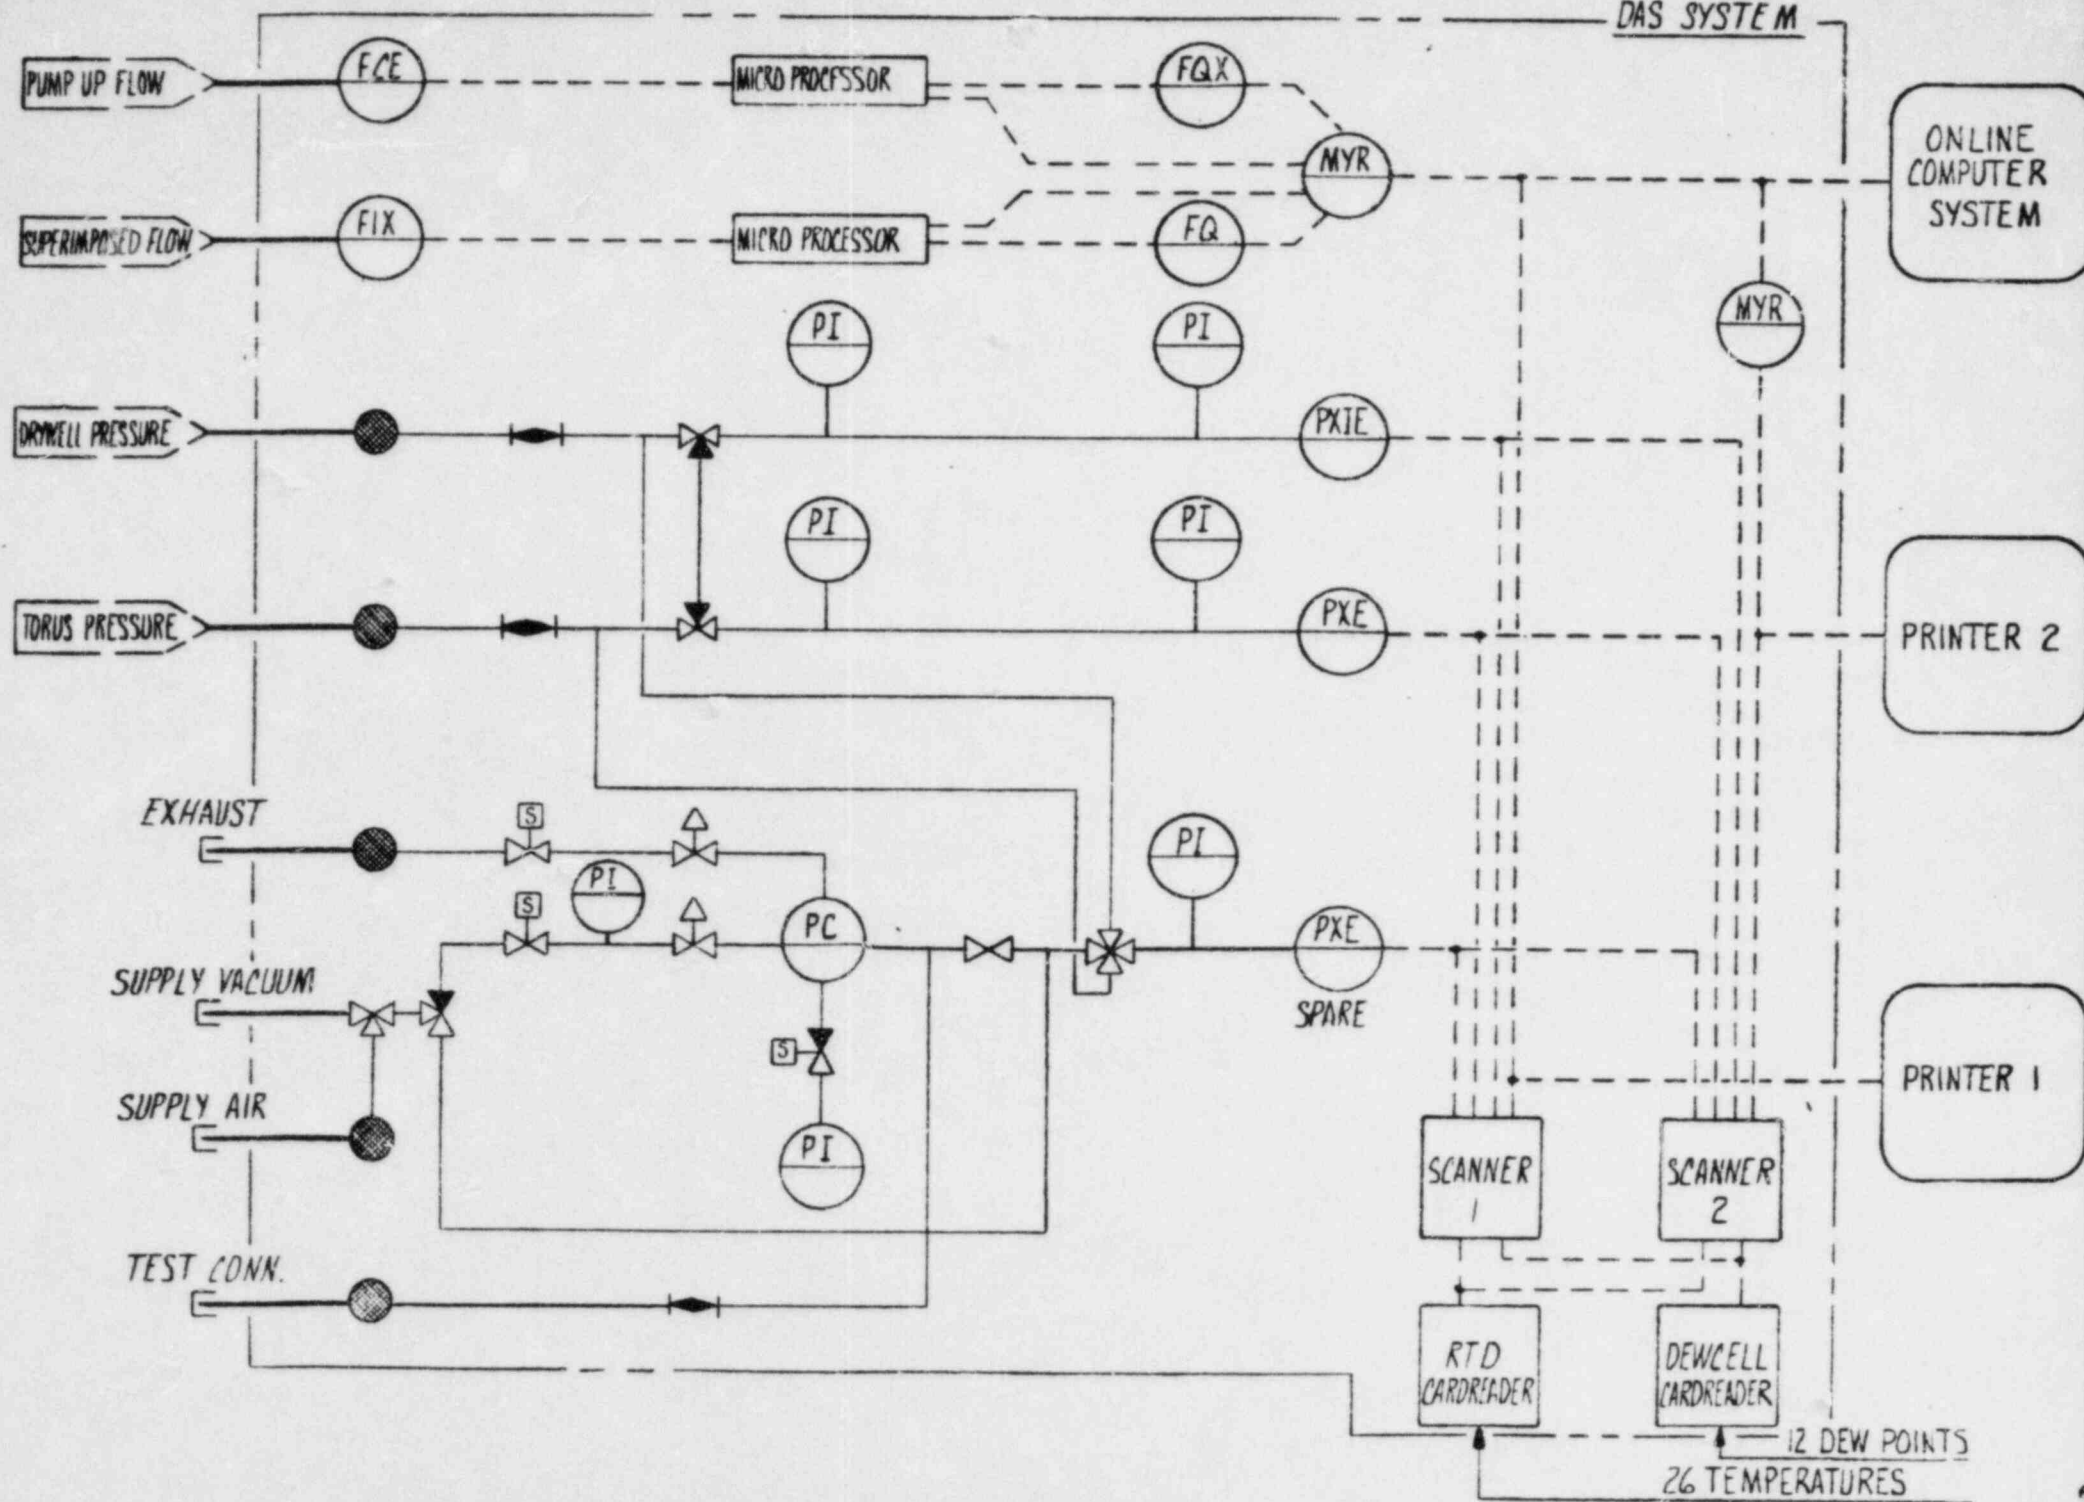 DAS SYSTEM
PUMP UP FLOW
FCE
MICRO PROCESSOR
FQX
MYR
ONLINE
COMPUTER
SYSTEM
SUPERIMPOSED FLOW
FIX
MICRO PROCESSOR
FQ
MYR
PI
PI
DRYWELL PRESSURE
PXIE
PI
PI
TORUS PRESSURE
PXE
PRINTER 2
EXHAUST
S
PI
PI
S
PC
PXE
SPARE
SUPPLY VACUUM
S
SUPPLY AIR
PI
PRINTER 1
SCANNER
1
SCANNER
2
TEST CONN.
RTD
CARDREADER
DEWCELL
CARDREADER
12 DEW POINTS
26 TEMPERATURES